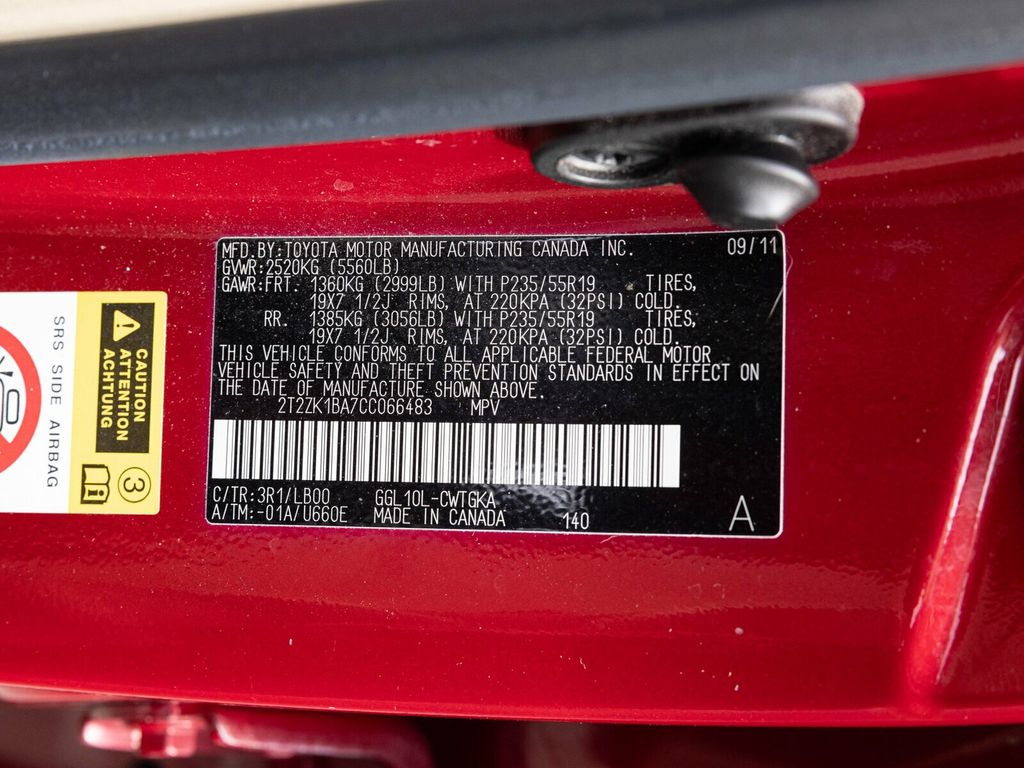 MFD.BY:TOYOTA MOTOR MANUFACTURING CANADA INC. 09/11
GVWR:2520KG (5560LB)
GAWR:FRT. 1360KG (2999LB) WITH P235/55R19 TIRES,
19X7 1/2J RIMS, AT 220KPA (32PSI) COLD.
RR. 1385KG (3056LB) WITH P235/55R19 TIRES,
19X7 1/2J RIMS, AT 220KPA (32PSI) COLD.
THIS VEHICLE CONFORMS TO ALL APPLICABLE FEDERAL MOTOR
VEHICLE SAFETY AND THEFT PREVENTION STANDARDS IN EFFECT ON
THE DATE OF MANUFACTURE SHOWN ABOVE.
2T2ZK1BA7CC066483 MPV
C/TR:3R1/LB00 GGL10L-CWTGKA
A/TM:-01A/U660E MADE IN CANADA 140 A
CAUTION
ATTENTION
ACHTUNG
3
SRS SIDE AIRBAG